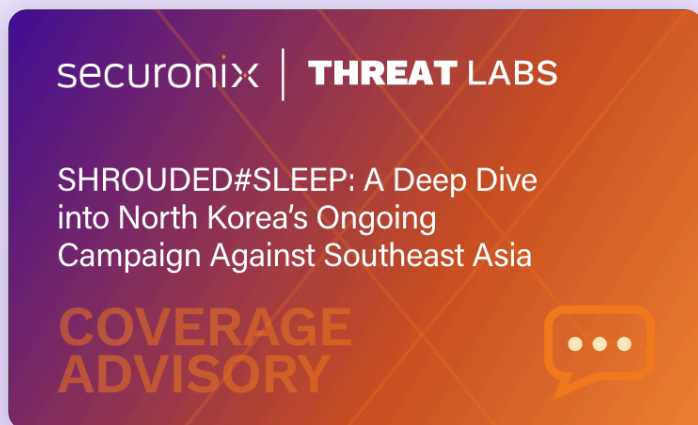 securonix | THREAT LABS
SHROUDED#SLEEP: A Deep Dive
into North Korea's Ongoing
Campaign Against Southeast Asia
COVERAGE
ADVISORY